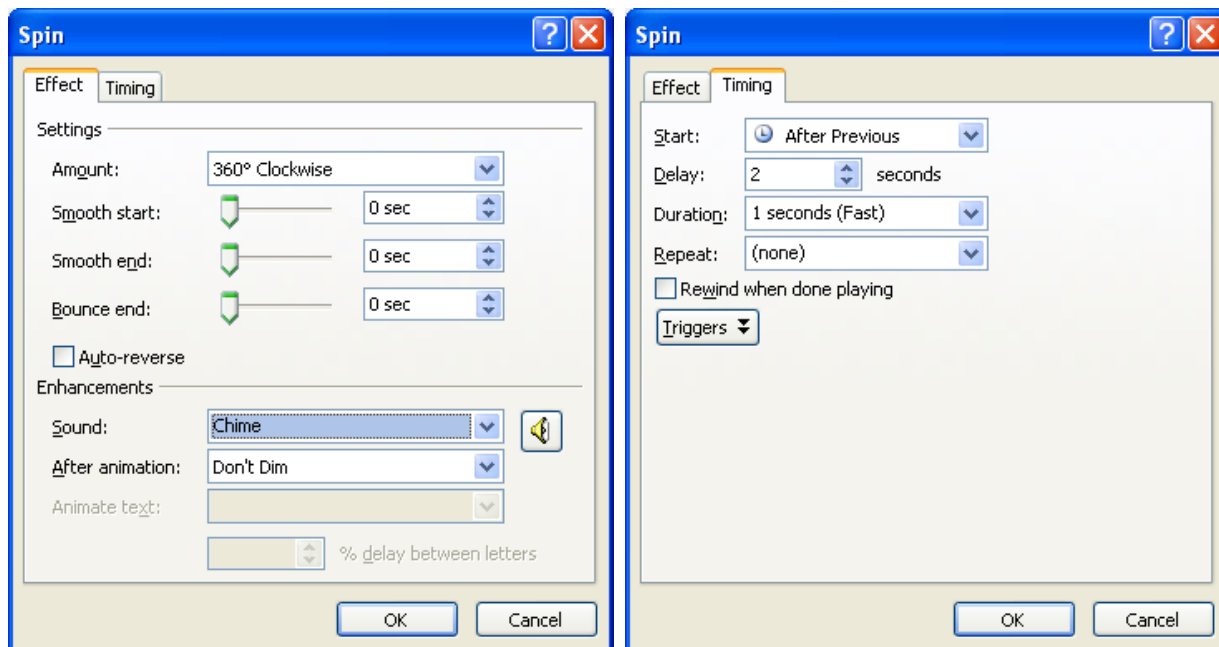 Spin
Effect Timing
Settings
Amount: 360° Clockwise
Smooth start: 0 sec
Smooth end: 0 sec
Bounce end: 0 sec
Auto-reverse
Enhancements
Sound: Chime
After animation: Don't Dim
Animate text:
% delay between letters
OK Cancel
Spin
Effect Timing
Start: After Previous
Delay: 2 seconds
Duration: 1 seconds (Fast)
Repeat: (none)
Rewind when done playing
Triggers
OK Cancel